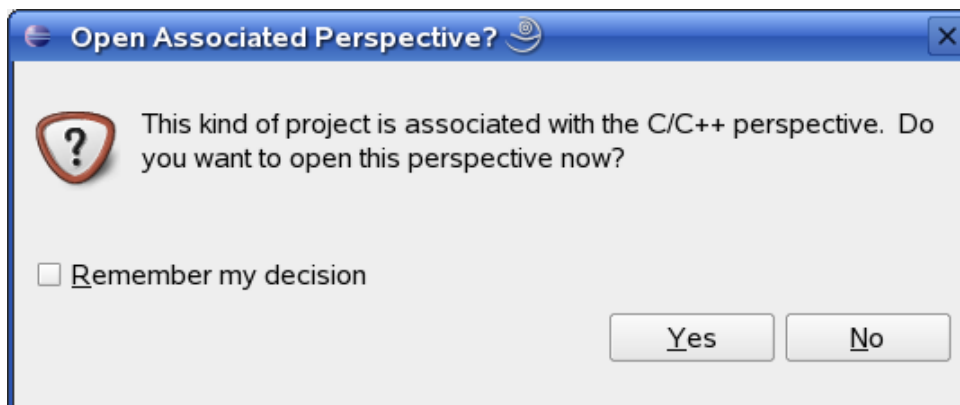 Open Associated Perspective?
This kind of project is associated with the C/C++ perspective.  Do
you want to open this perspective now?
Remember my decision
Yes No